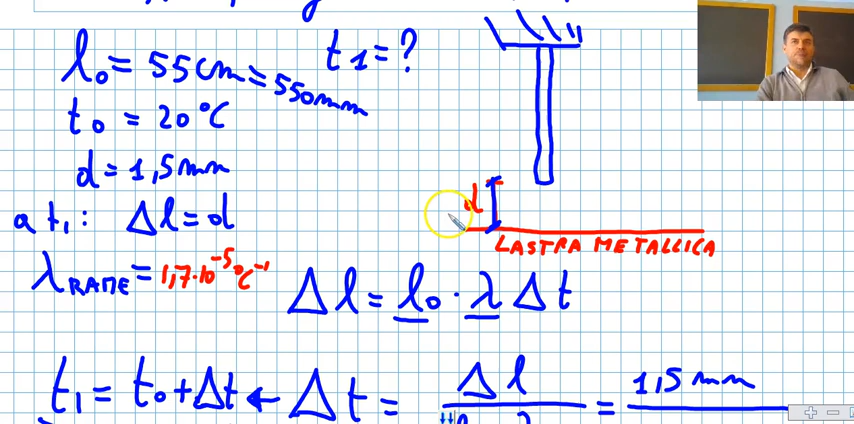 l₀ = 55 cm = 550 mm
t₁ = ?
t₀ = 20 °C
d = 1,5 mm
a t₁: Δl = d
d
LASTRA METALLICA
λ RAME = 1,7·10⁻⁵ °C⁻¹
Δl = l₀ · λ Δt
t₁ = t₀ + Δt ← Δt = Δl / = 1,5 mm